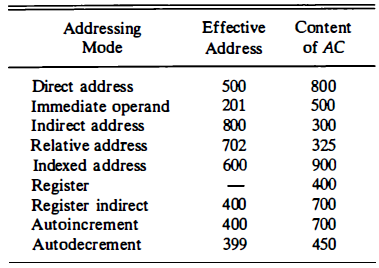 Addressing Effective Content
Mode Address of AC
Direct address 500 800
Immediate operand 201 500
Indirect address 800 300
Relative address 702 325
Indexed address 600 900
Register — 400
Register indirect 400 700
Autoincrement 400 700
Autodecrement 399 450